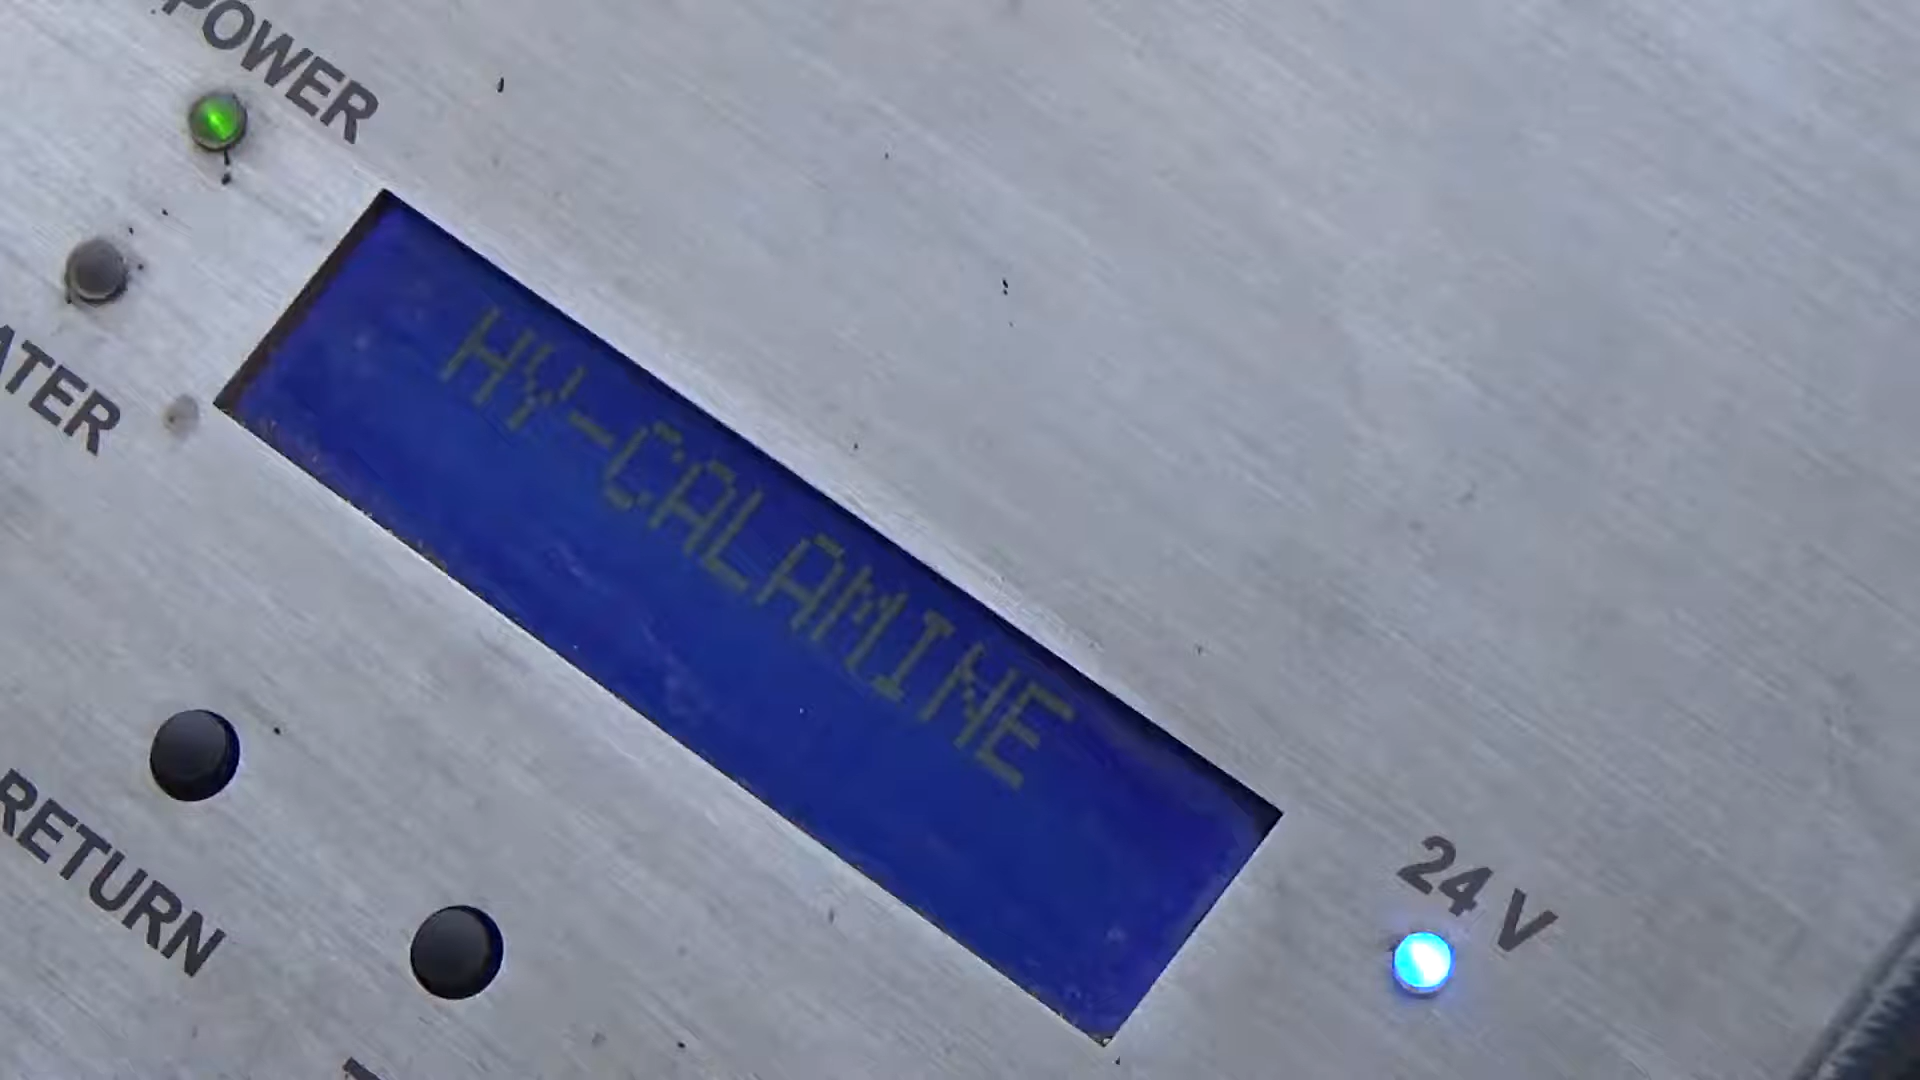 POWER
ATER
HY-CALAMINE
RETURN
24 V